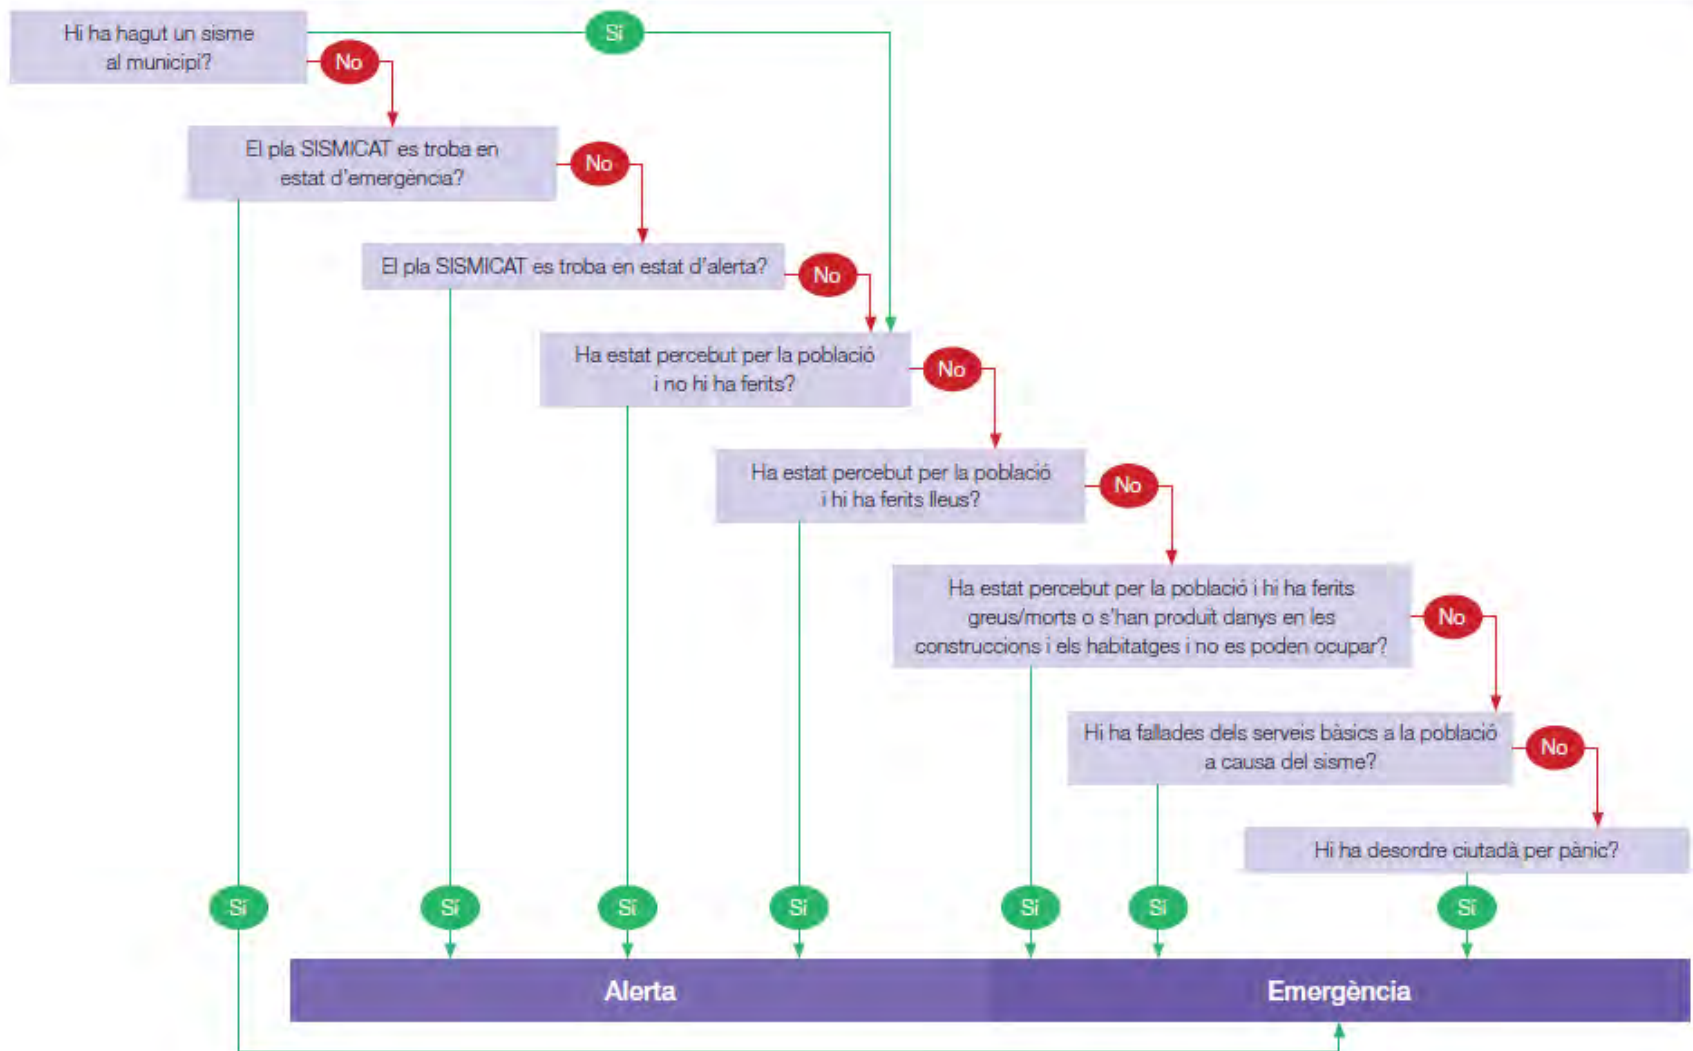 Hi ha hagut un sisme
al municipi?
Sí
No
El pla SISMICAT es troba en
estat d'emergència?
No
El pla SISMICAT es troba en estat d'alerta?
No
Ha estat percebut per la població
i no hi ha ferits?
No
Ha estat percebut per la població
i hi ha ferits lleus?
No
Ha estat percebut per la població i hi ha ferits
greus/morts o s'han produït danys en les
construccions i els habitatges i no es poden ocupar?
No
Hi ha fallades dels serveis bàsics a la població
a causa del sisme?
No
Hi ha desordre ciutadà per pànic?
Sí
Sí
Sí
Sí
Sí
Sí
Sí
Alerta
Emergència